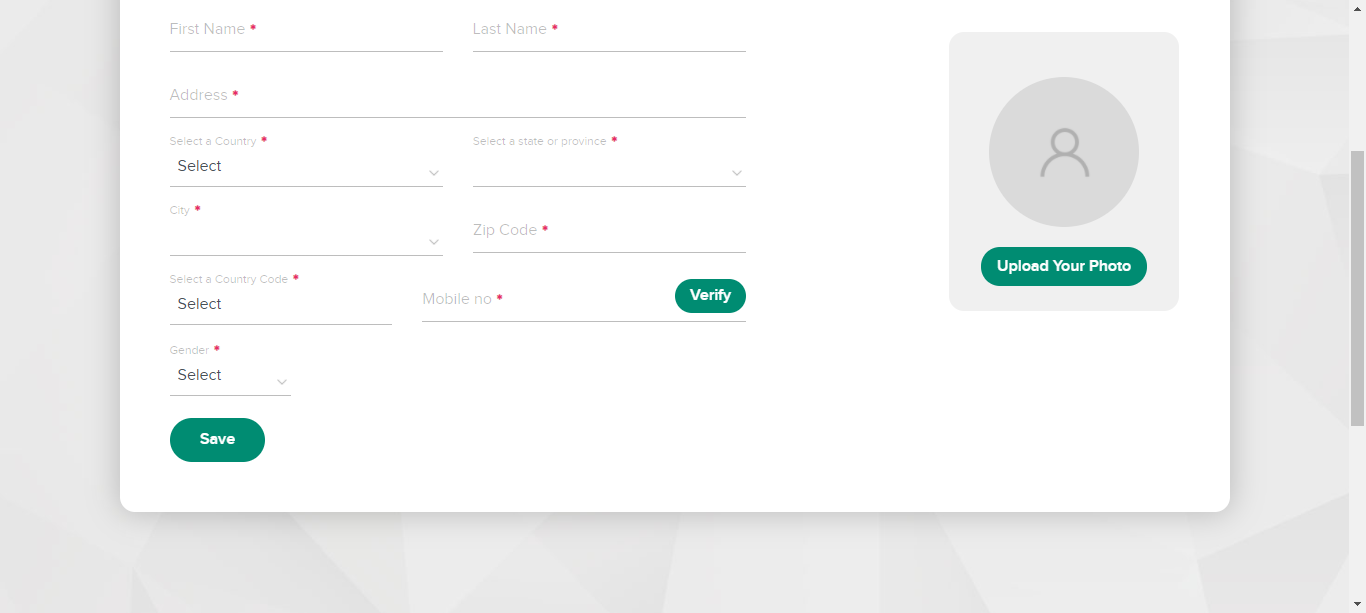 First Name *
Last Name *
Address *
Select a Country *
Select a state or province *
Select
City *
Zip Code *
Select a Country Code *
Select
Mobile no *
Verify
Gender *
Select
Save
Upload Your Photo